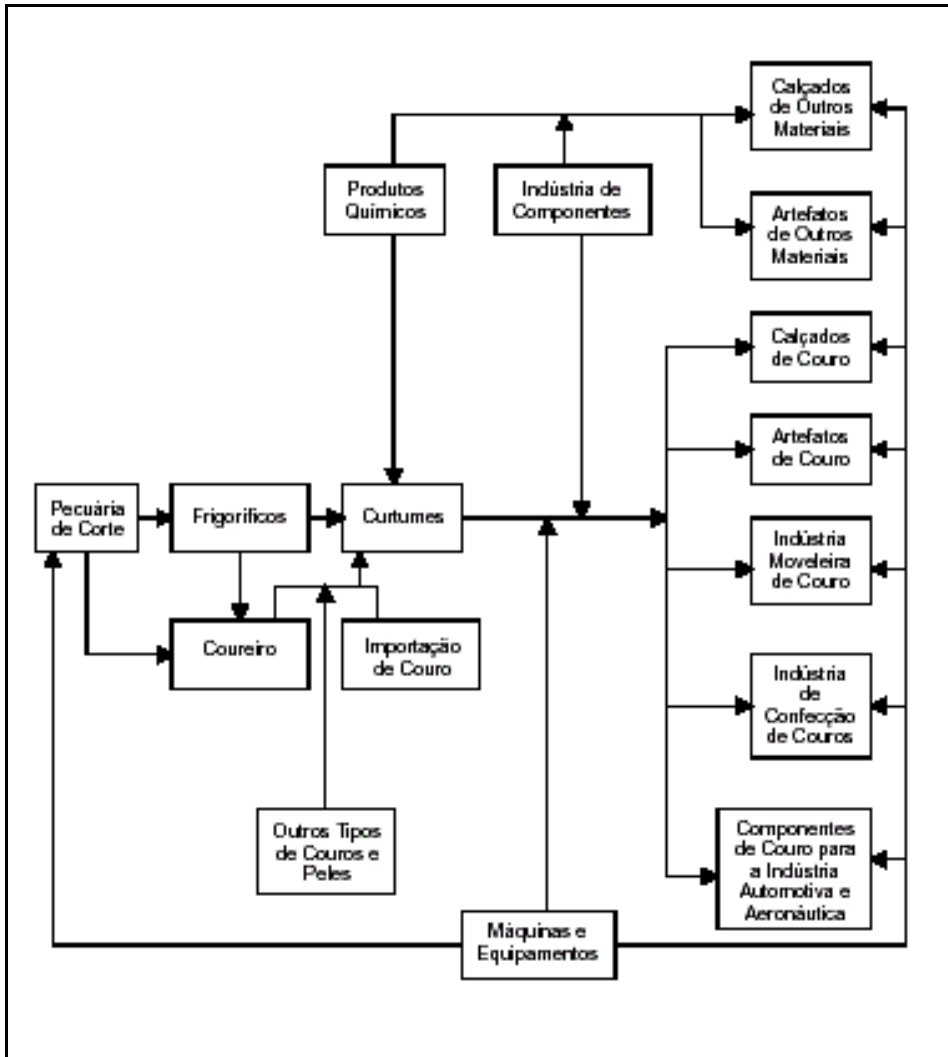 Calçados
de Outros
Materiais
Produtos
Químicos
Indústria de
Componentes
Artefatos
de Outros
Materiais
Calçados
de Couro
Artefatos
de Couro
Pecuária
de Corte
Frigoríficos
Curtumes
Indústria
Moveleira
de Couro
Coureiro
Importação
de Couro
Indústria
de
Confecção
de Couros
Outros Tipos
de Couros e
Peles
Componentes
de Couro para
a Indústria
Automotiva e
Aeronáutica
Máquinas e
Equipamentos